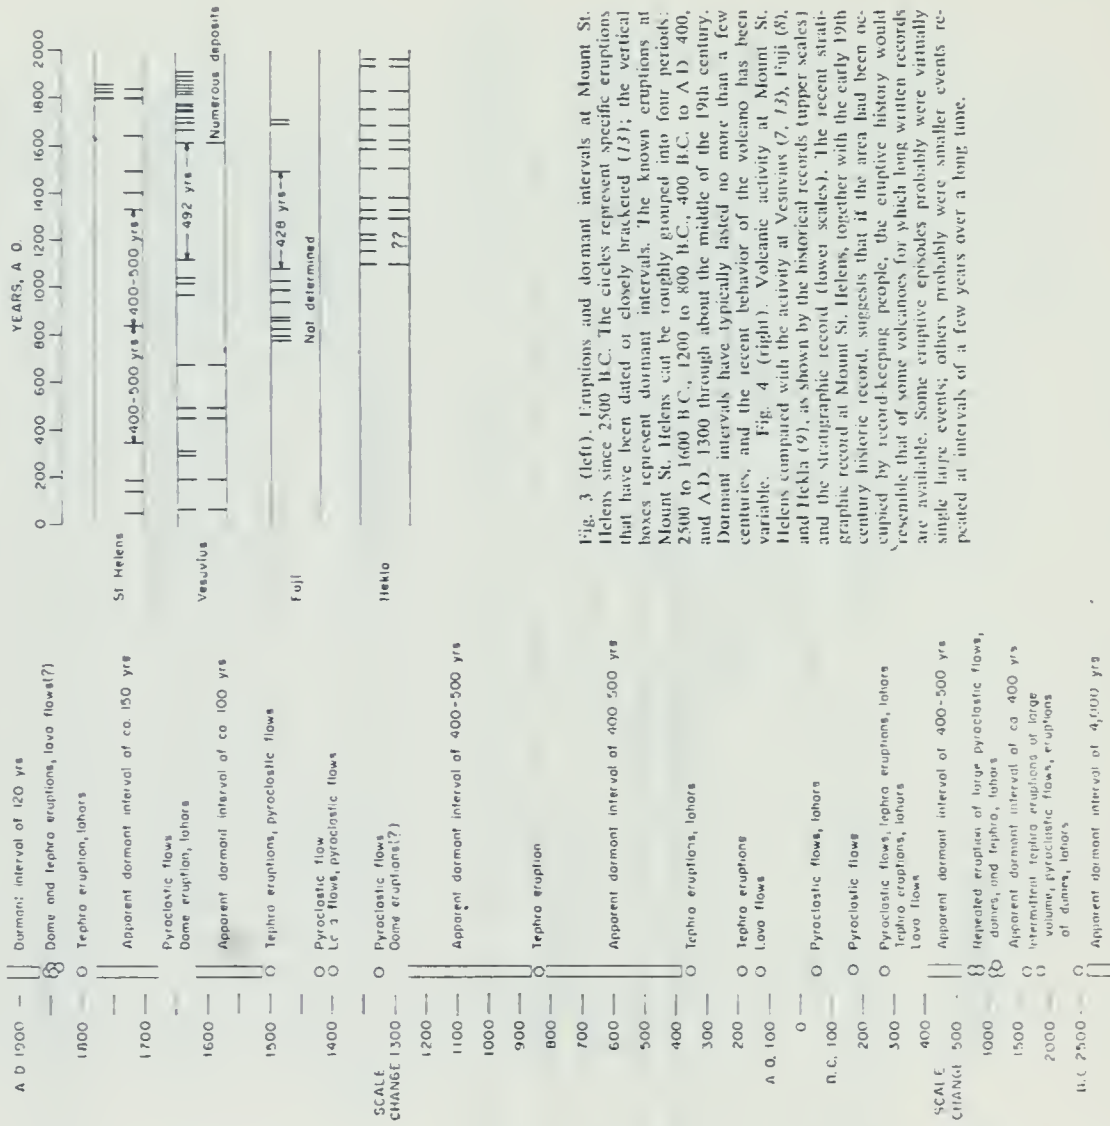 A D 1900
1800
1700
1600
1500
1400
SCALE
CHANGE 1300
1200
1100
1000
900
800
700
600
500
400
300
200
A D. 100
0
B.C. 100
200
300
400
SCALE
CHANGE 500
1000
1500
2000
B.C 2500
Dormant interval of 120 yrs
Dome and tephra eruptions, lava flows(?)
Tephra eruption, lahars
Apparent dormant interval of ca. 150 yrs
Pyroclastic flows
Dome eruption, lahars
Apparent dormant interval of ca 100 yrs
Tephra eruptions, pyroclastic flows
Pyroclastic flow
flows, pyroclastic flows
Pyroclastic flows
Dome eruptions(?)
Apparent dormant interval of 400-500 yrs
Tephra eruption
Apparent dormant interval of 400 500 yrs
Tephra eruptions, lahars
Tephra eruptions
Lava flows
Pyroclastic flows, lahars
Pyroclastic flow
Pyroclastic flows, tephra eruptions, lahars
Tephra eruptions, lahars
Lava flows
Apparent dormant interval of 400-500 yrs
Repeated eruption of large pyroclastic flows,
domes, and tephra, lahars
Apparent dormant interval of ca 400 yrs
Intermittent tephra eruptions of large
volume, pyroclastic flows, eruptions
of domes, lahars
Apparent dormant interval of 4,000 yrs
YEARS, A D.
0 200 400 600 800 1000 1200 1400 1600 1800 2000
St Helens
400-500 yrs 400-500 yrs
Vesuvius
492 yrs
Numerous deposits
Fuji
428 yrs
Not determined
Hekla
??
Fig. 3 (left). Eruptions and dormant intervals at Mount St.
Helens since 2500 B.C. The circles represent specific eruptions
that have been dated or closely bracketed (13); the vertical
boxes represent dormant intervals. The known eruptions at
Mount St. Helens can be roughly grouped into four periods:
2500 to 1600 B.C., 1200 to 800 B.C., 400 B.C. to A D 400,
and A.D. 1300 through about the middle of the 19th century.
Dormant intervals have typically lasted no more than a few
centuries, and the recent behavior of the volcano has been
variable. Fig. 4 (right). Volcanic activity at Mount St.
Helens compared with the activity at Vesuvius (7, 13), Fuji (8),
and Hekla (9), as shown by the historical records (upper scales)
and the stratigraphic record (lower scales). The recent strati-
graphic record at Mount St. Helens, together with the early 19th
century historic record, suggests that if the area had been oc-
cupied by record-keeping people, the eruptive history would
resemble that of some volcanoes for which long written records
are available. Some eruptive episodes probably were virtually
single large events; others probably were smaller events re-
peated at intervals of a few years over a long time.